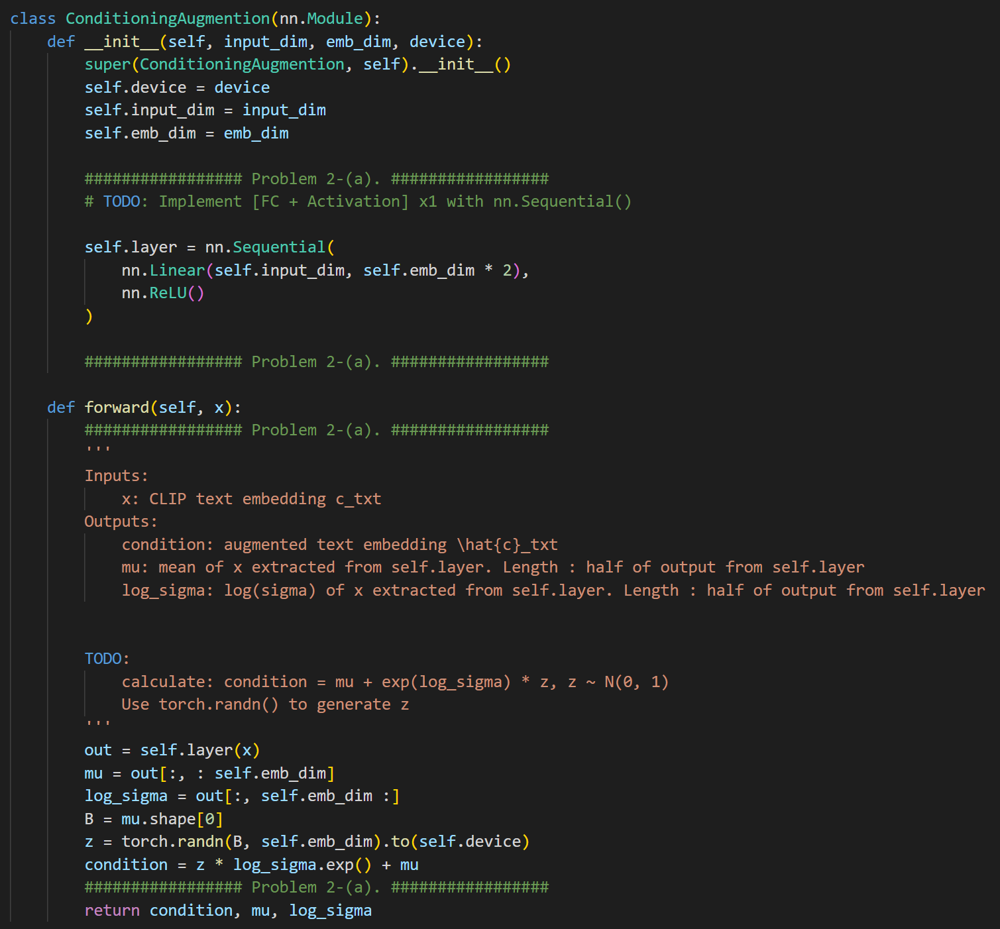 class ConditioningAugmention(nn.Module):
    def __init__(self, input_dim, emb_dim, device):
        super(ConditioningAugmention, self).__init__()
        self.device = device
        self.input_dim = input_dim
        self.emb_dim = emb_dim

        ################# Problem 2-(a). #################
        # TODO: Implement [FC + Activation] x1 with nn.Sequential()

        self.layer = nn.Sequential(
            nn.Linear(self.input_dim, self.emb_dim * 2),
            nn.ReLU()
        )

        ################# Problem 2-(a). #################

    def forward(self, x):
        ################# Problem 2-(a). #################
        '''
        Inputs:
            x: CLIP text embedding c_txt
        Outputs:
            condition: augmented text embedding \hat{c}_txt
            mu: mean of x extracted from self.layer. Length : half of output from self.layer
            log_sigma: log(sigma) of x extracted from self.layer. Length : half of output from self.layer


        TODO:
            calculate: condition = mu + exp(log_sigma) * z, z ~ N(0, 1)
            Use torch.randn() to generate z
        '''
        out = self.layer(x)
        mu = out[:, : self.emb_dim]
        log_sigma = out[:, self.emb_dim :]
        B = mu.shape[0]
        z = torch.randn(B, self.emb_dim).to(self.device)
        condition = z * log_sigma.exp() + mu
        ################# Problem 2-(a). #################
        return condition, mu, log_sigma